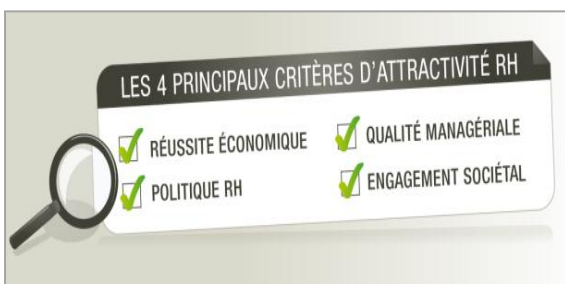 LES 4 PRINCIPAUX CRITÈRES D'ATTRACTIVITÉ RH
RÉUSSITE ÉCONOMIQUE
QUALITÉ MANAGÉRIALE
POLITIQUE RH
ENGAGEMENT SOCIÉTAL